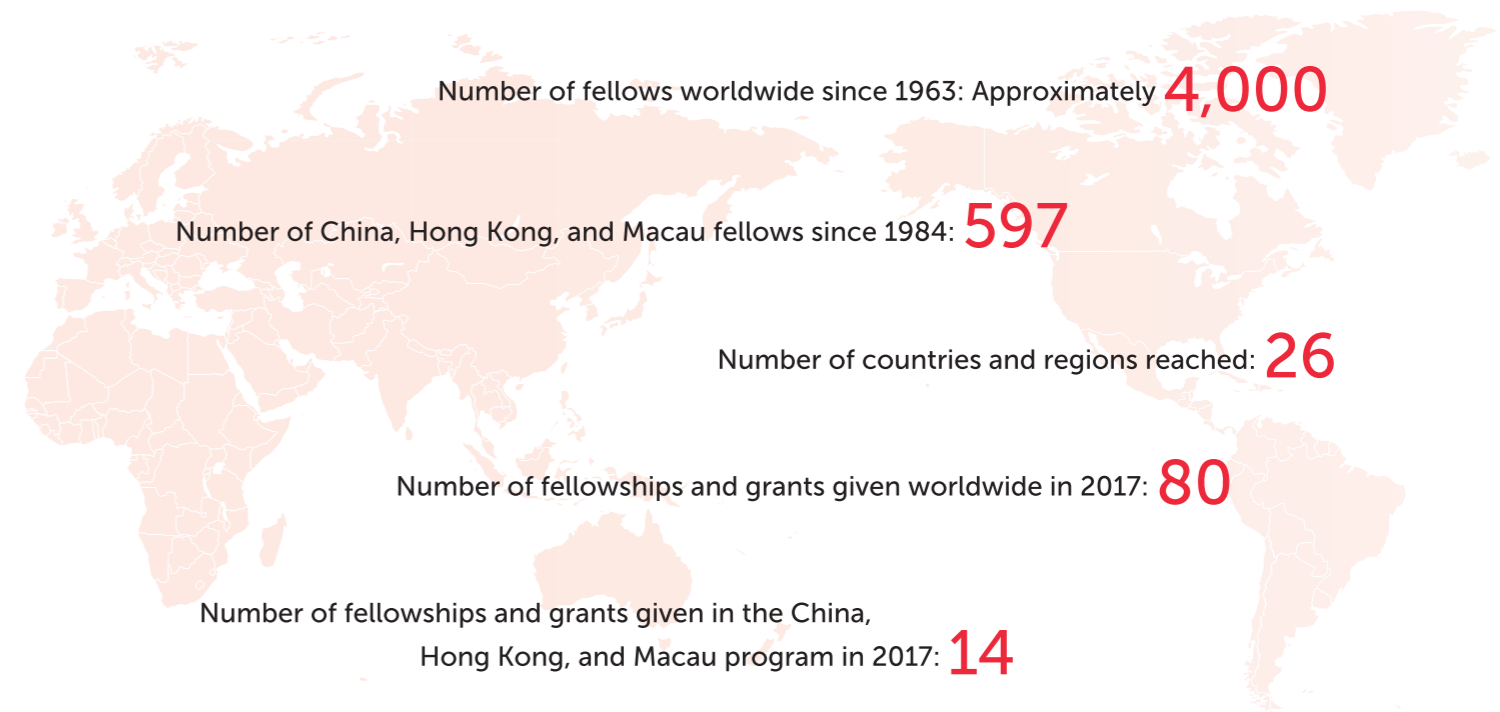 Number of fellows worldwide since 1963: Approximately 4,000
Number of China, Hong Kong, and Macau fellows since 1984: 597
Number of countries and regions reached: 26
Number of fellowships and grants given worldwide in 2017: 80
Number of fellowships and grants given in the China,
Hong Kong, and Macau program in 2017: 14